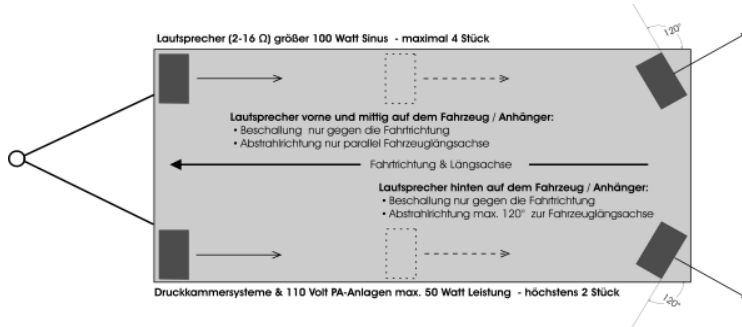 Lautsprecher (2-16 Ω) größer 100 Watt Sinus - maximal 4 Stück
120°
Lautsprecher vorne und mittig auf dem Fahrzeug / Anhänger:
• Beschallung nur gegen die Fahrtrichtung
• Abstrahlrichtung nur parallel Fahrzeuglängsachse
Fahrtrichtung & Längsachse
Lautsprecher hinten auf dem Fahrzeug / Anhänger:
• Beschallung nur gegen die Fahrtrichtung
• Abstrahlrichtung max. 120° zur Fahrzeuglängsachse
Druckkammersysteme & 110 Volt PA-Anlagen max. 50 Watt Leistung - höchstens 2 Stück
120°